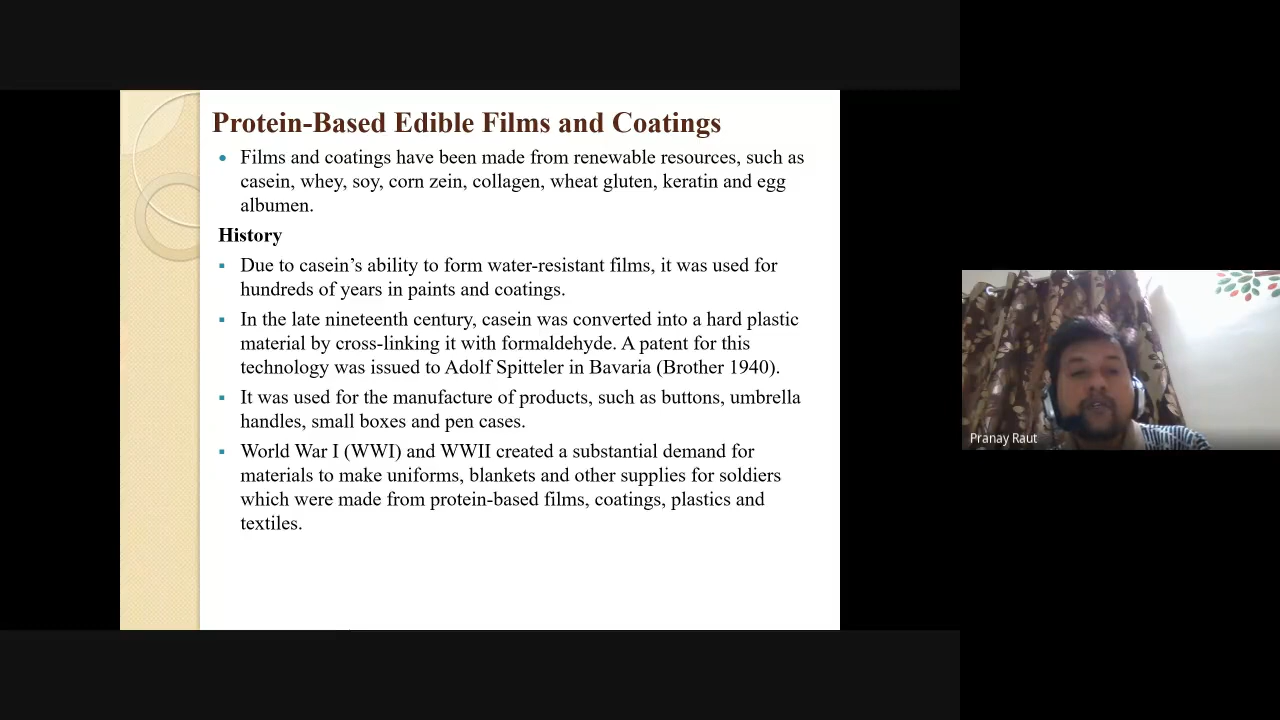 Protein-Based Edible Films and Coatings
• Films and coatings have been made from renewable resources, such as
casein, whey, soy, corn zein, collagen, wheat gluten, keratin and egg
albumen.
History
▪ Due to casein’s ability to form water-resistant films, it was used for
hundreds of years in paints and coatings.
▪ In the late nineteenth century, casein was converted into a hard plastic
material by cross-linking it with formaldehyde. A patent for this
technology was issued to Adolf Spitteler in Bavaria (Brother 1940).
▪ It was used for the manufacture of products, such as buttons, umbrella
handles, small boxes and pen cases.
▪ World War I (WWI) and WWII created a substantial demand for
materials to make uniforms, blankets and other supplies for soldiers
which were made from protein-based films, coatings, plastics and
textiles.
Pranay Raut